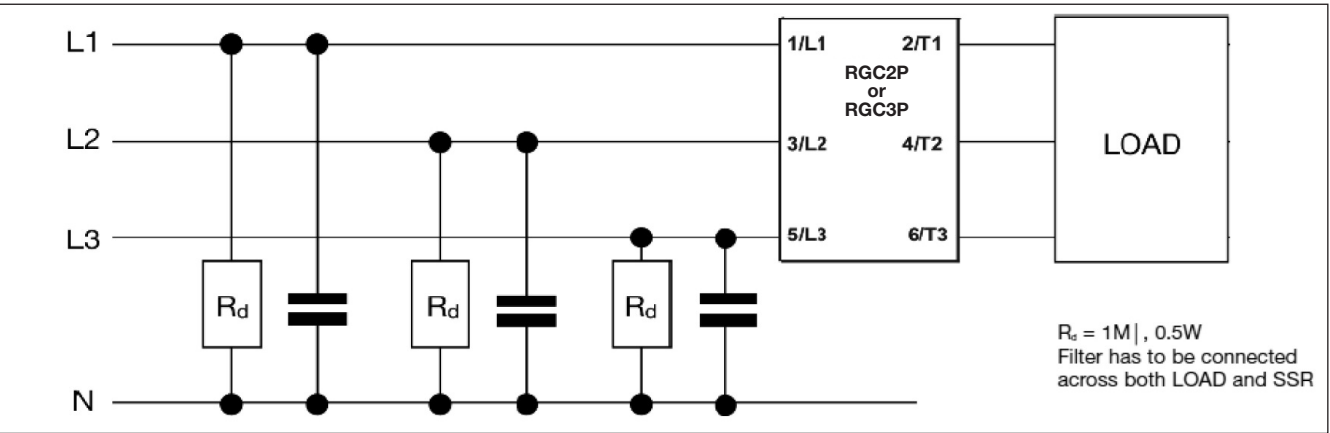 L1
1/L1 2/T1
RGC2P
or
RGC3P
L2
3/L2 4/T2
LOAD
L3
5/L3 6/T3
Rd Rd Rd
Rd = 1M| , 0.5W
Filter has to be connected
across both LOAD and SSR
N